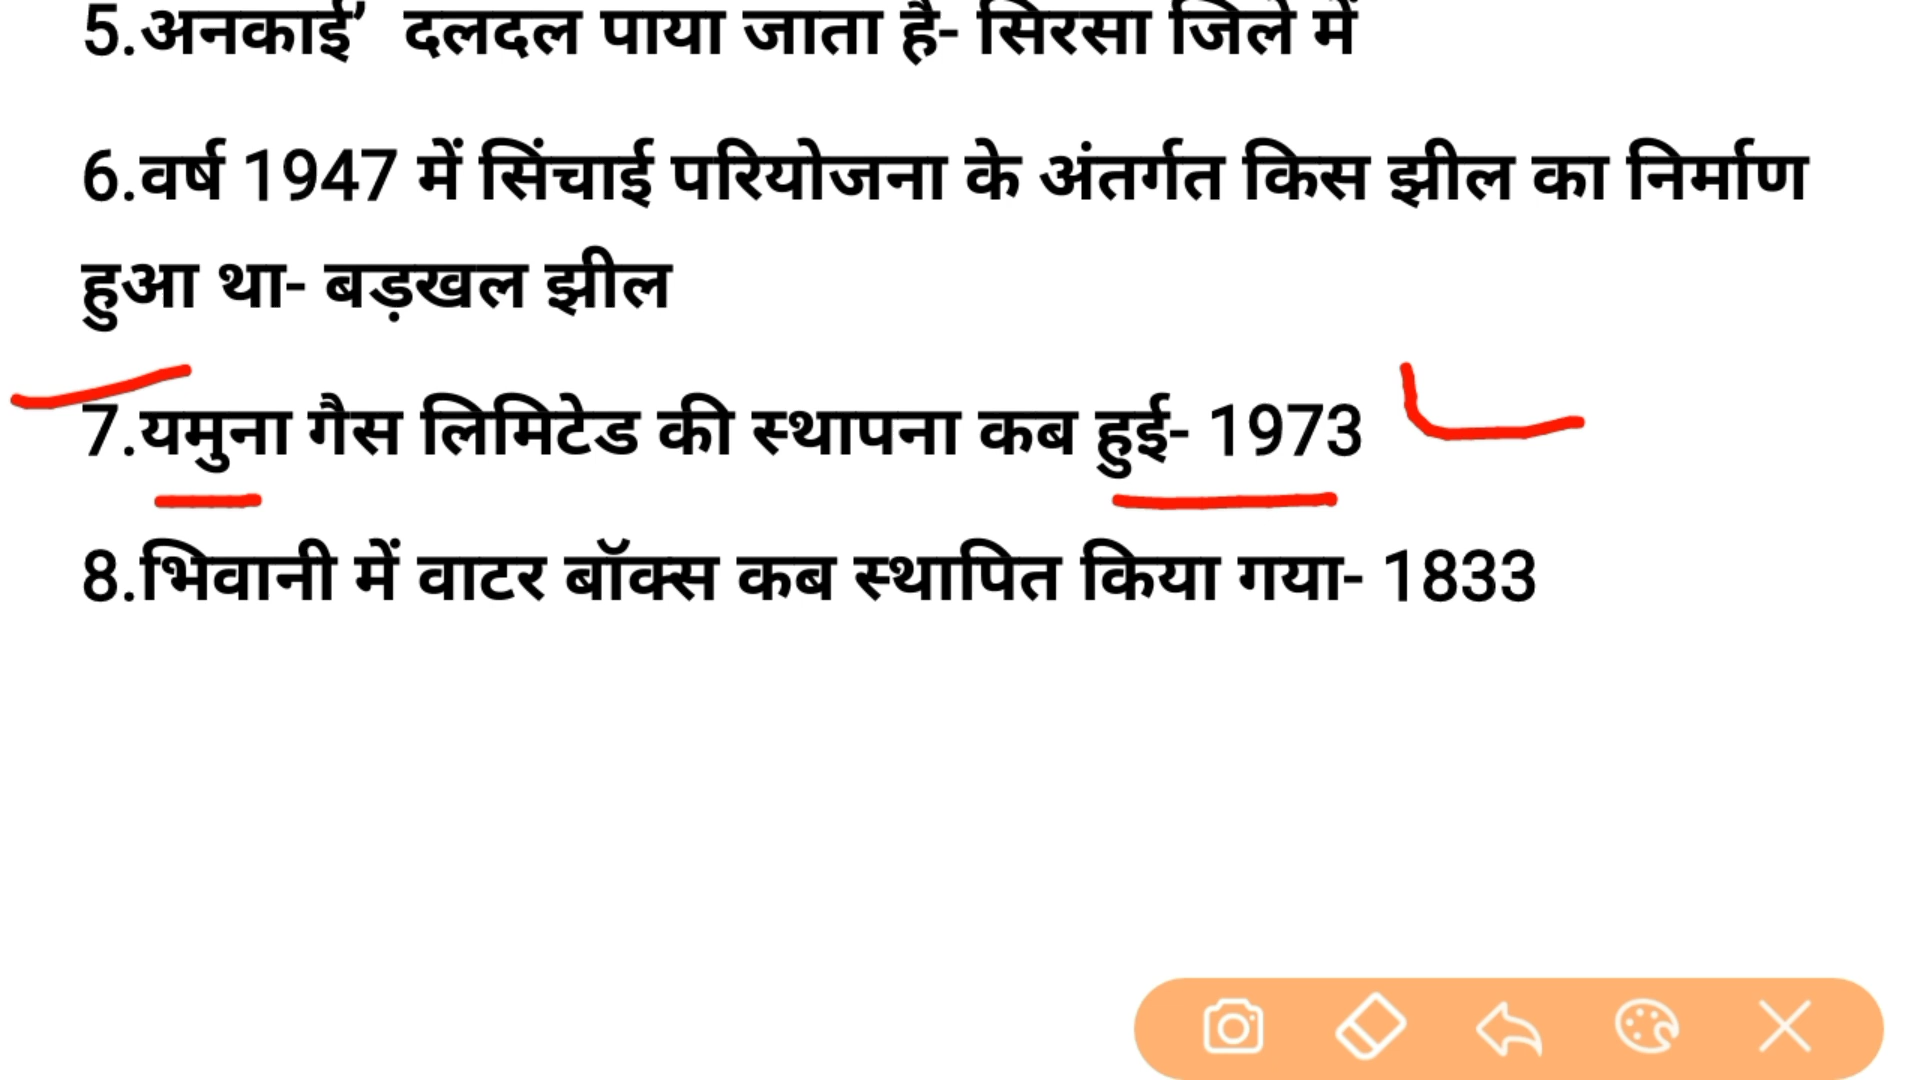 5.अनकाई’ दलदल पाया जाता है- सिरसा जिले में
6.वर्ष 1947 में सिंचाई परियोजना के अंतर्गत किस झील का निर्माण
हुआ था- बड़खल झील
7.यमुना गैस लिमिटेड की स्थापना कब हुई- 1973
8.भिवानी में वाटर बॉक्स कब स्थापित किया गया- 1833